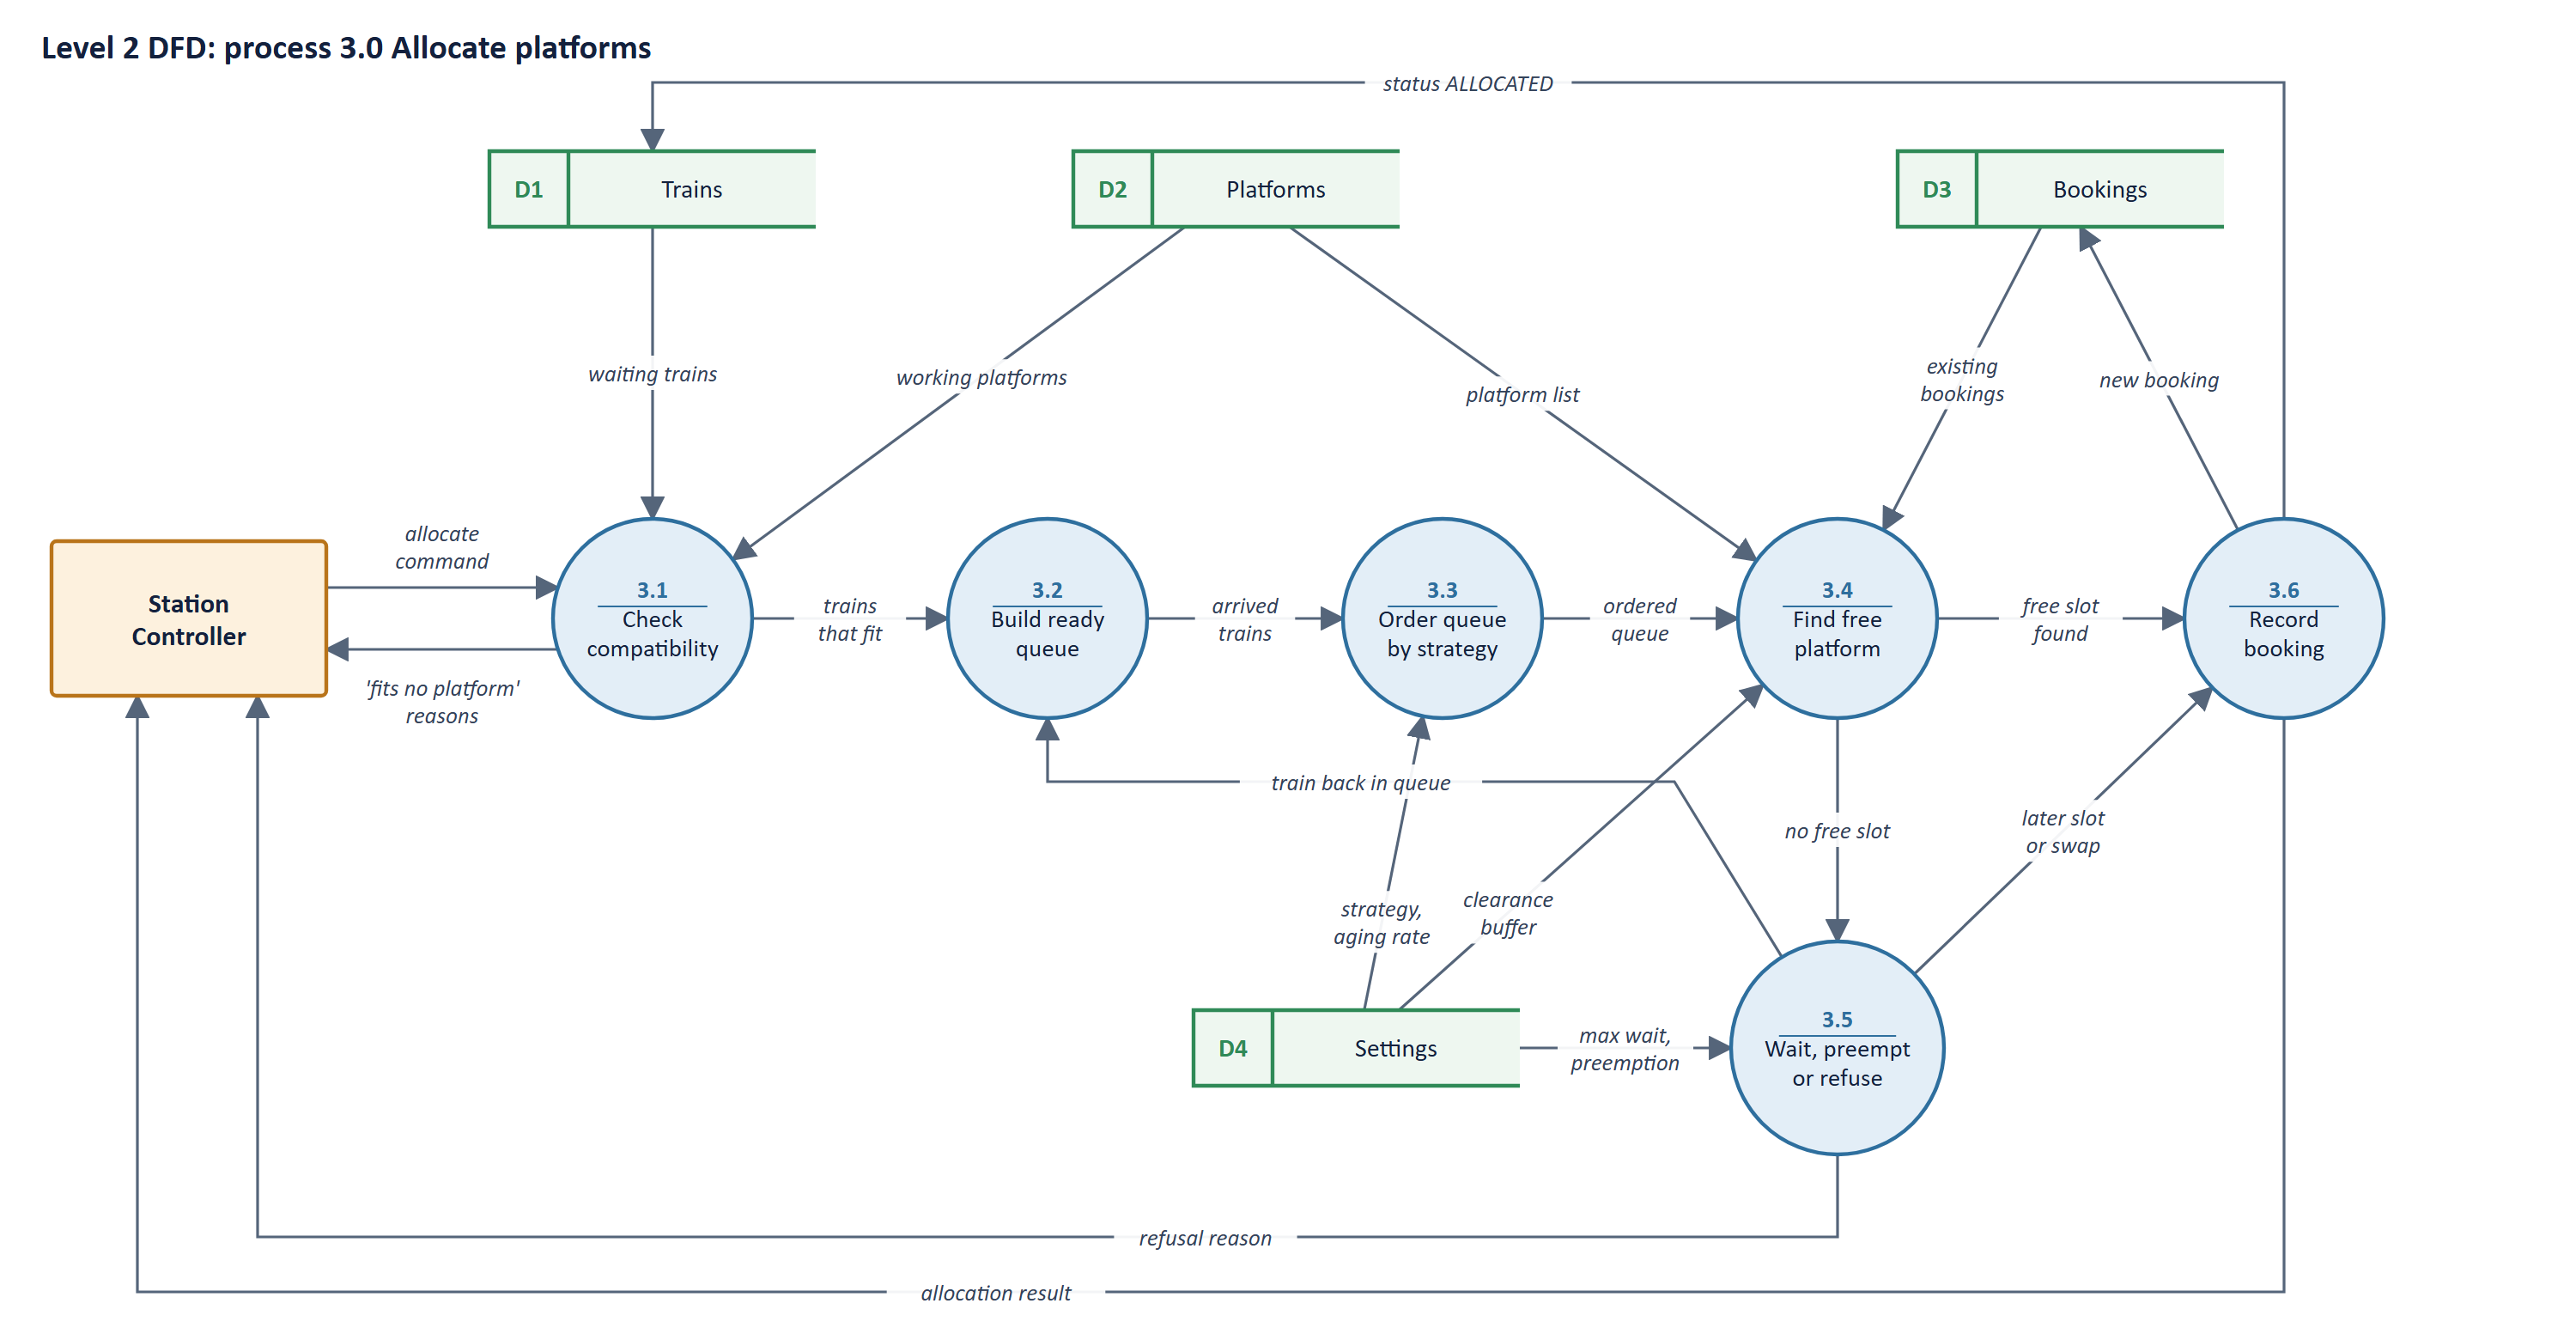 Level 2 DFD: process 3.0 Allocate platforms
status ALLOCATED
D1
Trains
D2
Platforms
D3
Bookings
waiting trains
working platforms
platform list
existing
bookings
new booking
Station
Controller
allocate
command
'fits no platform'
reasons
3.1
Check
compatibility
trains
that fit
3.2
Build ready
queue
arrived
trains
3.3
Order queue
by strategy
ordered
queue
3.4
Find free
platform
free slot
found
3.6
Record
booking
train back in queue
no free slot
later slot
or swap
strategy,
aging rate
clearance
buffer
D4
Settings
max wait,
preemption
3.5
Wait, preempt
or refuse
refusal reason
allocation result